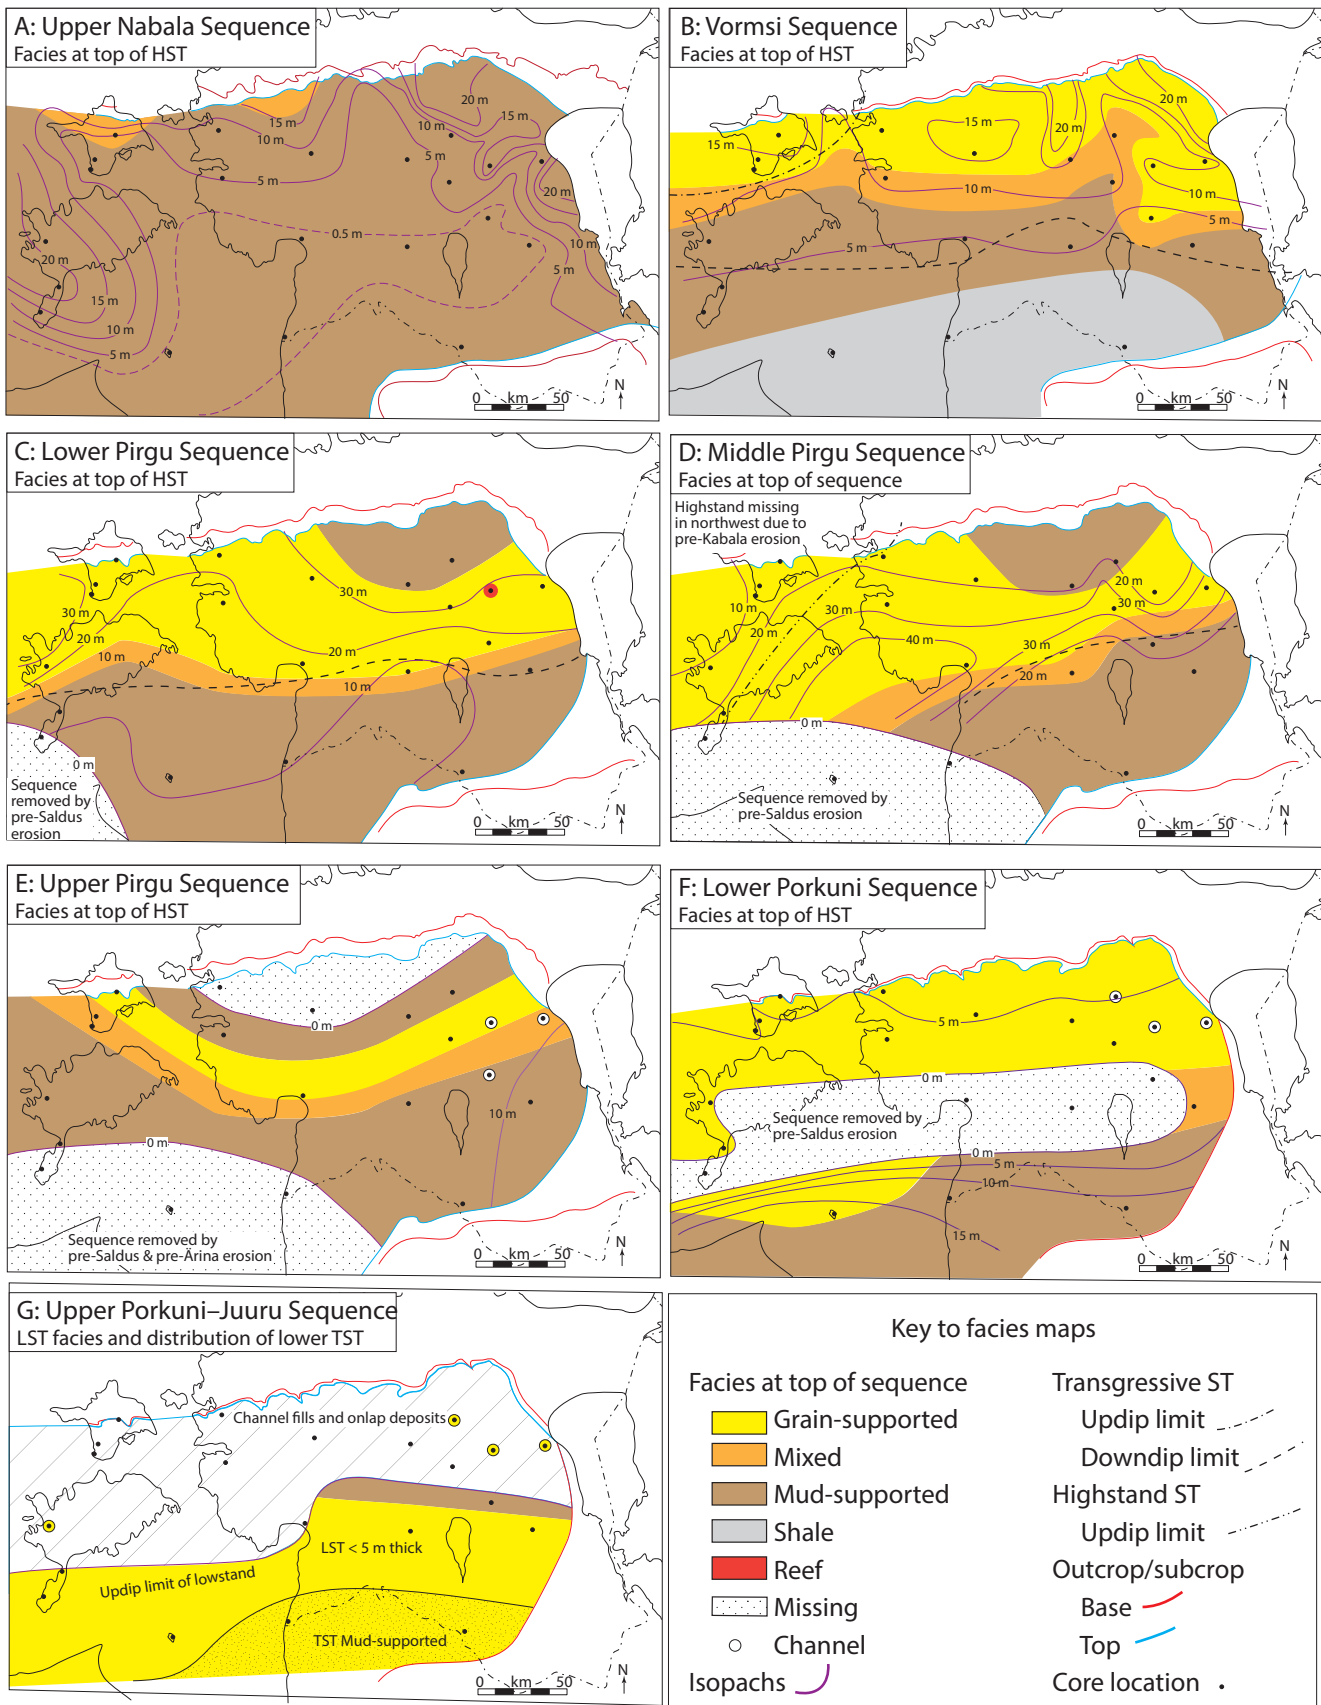 A: Upper Nabala Sequence
Facies at top of HST
20 m
15 m
15 m
10 m
10 m
5 m
5 m
20 m
0.5 m
10 m
5 m
20 m
15 m
10 m
5 m
0 km 50
N
B: Vormsi Sequence
Facies at top of HST
20 m
15 m
20 m
15 m
10 m
10 m
5 m
5 m
0 km 50
N
C: Lower Pirgu Sequence
Facies at top of HST
30 m
30 m
20 m
20 m
10 m
10 m
0 m
Sequence
removed by
pre-Saldus
erosion
0 km 50
N
D: Middle Pirgu Sequence
Facies at top of sequence
Highstand missing
in northwest due to
pre-Kabala erosion
20 m
10 m
30 m
30 m
20 m
40 m
30 m
20 m
0 m
Sequence removed by
pre-Saldus erosion
0 km 50
N
E: Upper Pirgu Sequence
Facies at top of HST
0 m
10 m
0 m
Sequence removed by
pre-Saldus & pre-Ärina erosion
0 km 50
N
F: Lower Porkuni Sequence
Facies at top of HST
5 m
0 m
Sequence removed by
pre-Saldus erosion
0 m
5 m
10 m
15 m
0 km 50
N
G: Upper Porkuni–Juuru Sequence
LST facies and distribution of lower TST
Channel fills and onlap deposits
LST < 5 m thick
Updip limit of lowstand
TST Mud-supported
0 km 50
N
Key to facies maps
Facies at top of sequence
Grain-supported
Mixed
Mud-supported
Shale
Reef
Missing
Channel
Isopachs
Transgressive ST
Updip limit
Downdip limit
Highstand ST
Updip limit
Outcrop/subcrop
Base
Top
Core location